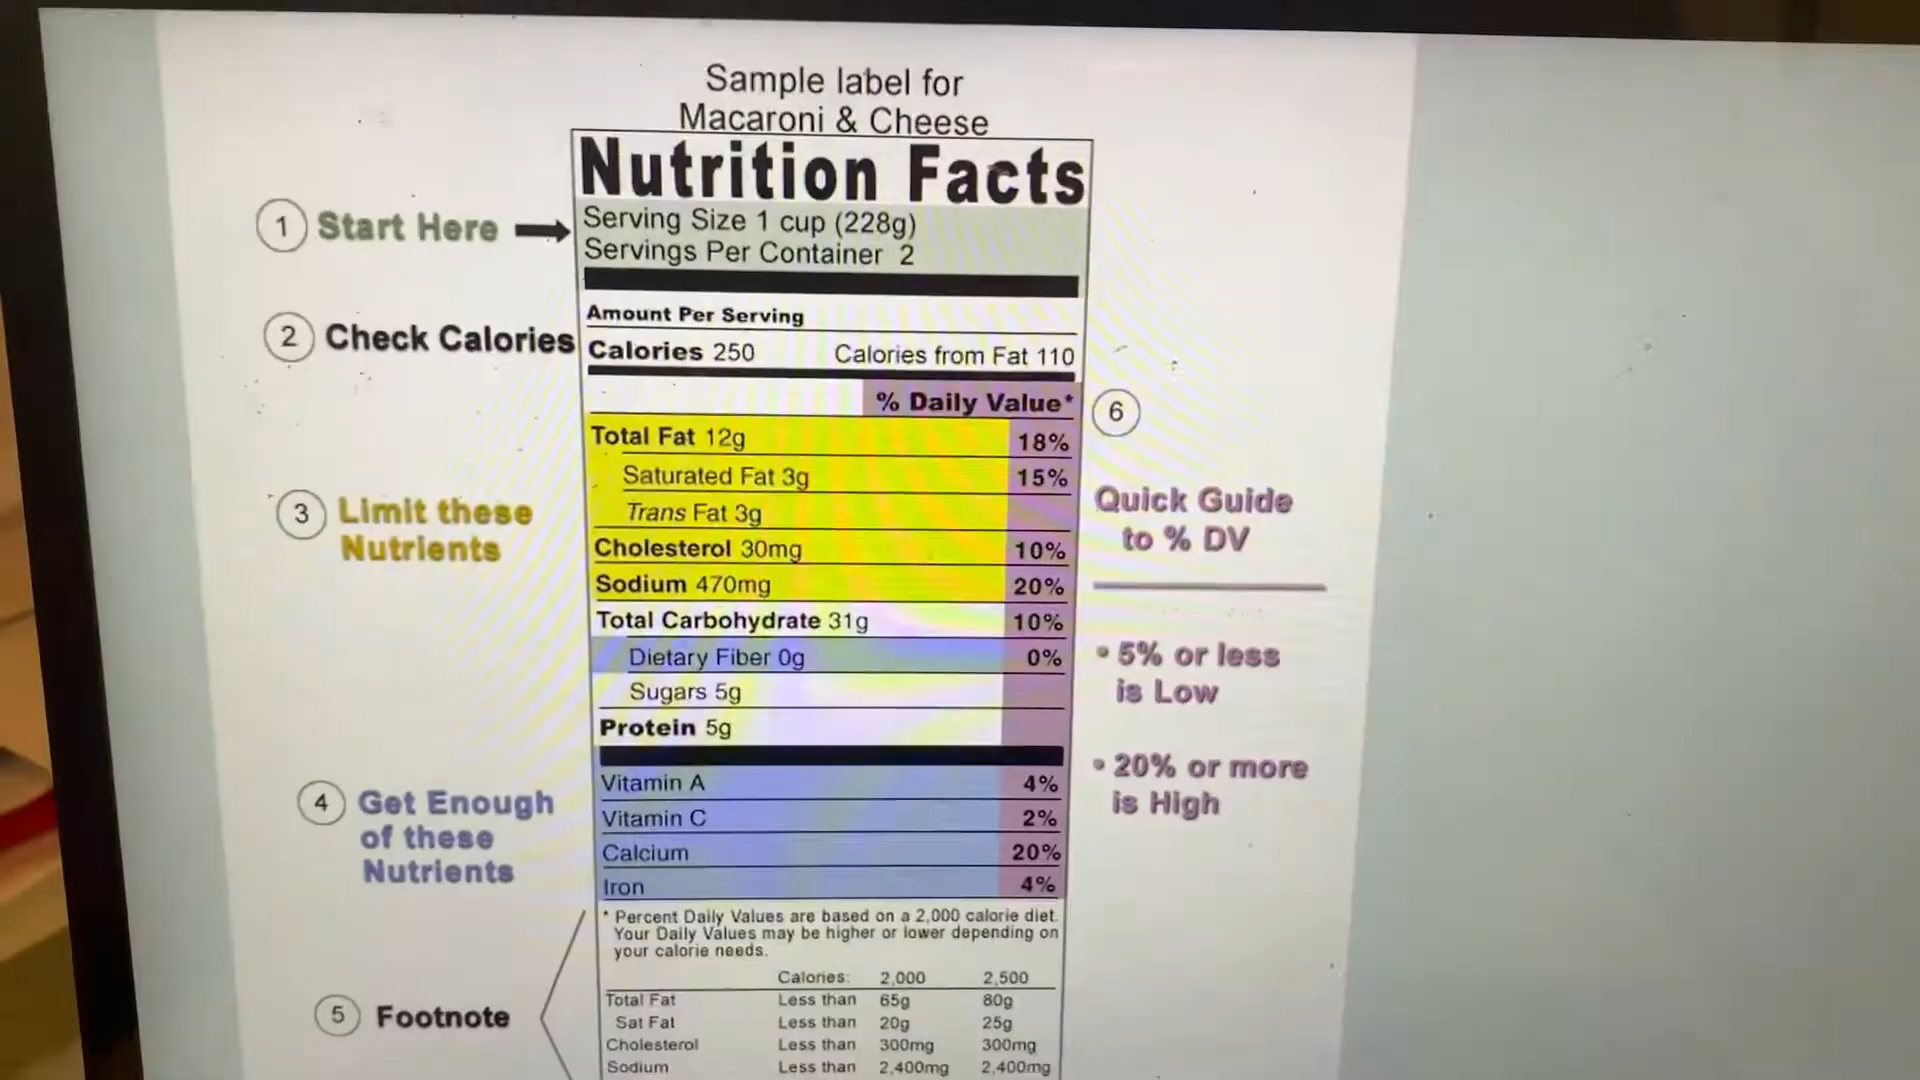 Sample label for
Macaroni & Cheese
Nutrition Facts
1 Start Here
Serving Size 1 cup (228g)
Servings Per Container 2
Amount Per Serving
2 Check Calories
Calories 250 Calories from Fat 110
% Daily Value*
6
Total Fat 12g 18%
Saturated Fat 3g 15%
Trans Fat 3g
3 Limit these
Nutrients
Cholesterol 30mg 10%
Sodium 470mg 20%
Total Carbohydrate 31g 10%
Dietary Fiber 0g 0%
Sugars 5g
Protein 5g
Quick Guide
to % DV
• 5% or less
is Low
• 20% or more
is High
4 Get Enough
of these
Nutrients
Vitamin A 4%
Vitamin C 2%
Calcium 20%
Iron 4%
* Percent Daily Values are based on a 2,000 calorie diet.
Your Daily Values may be higher or lower depending on
your calorie needs.
5 Footnote
Calories: 2,000 2,500
Total Fat Less than 65g 80g
Sat Fat Less than 20g 25g
Cholesterol Less than 300mg 300mg
Sodium Less than 2,400mg 2,400mg